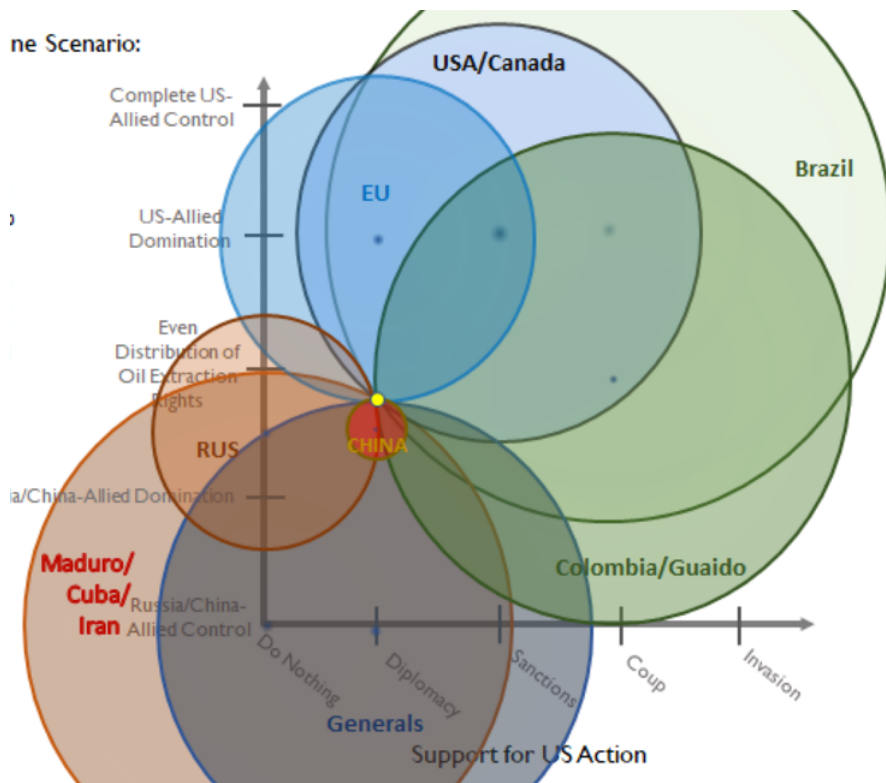 ne Scenario:
USA/Canada
Complete US-
Allied Control
Brazil
EU
US-Allied
Domination
Even
Distribution of
Oil Extraction
Rights
CHINA
RUS
ia/China-Allied Domination
Maduro/
Cuba/
Iran
Colombia/Guaido
Russia/China-
Allied Control
Do Nothing
Diplomacy
Sanctions
Coup
Invasion
Generals
Support for US Action